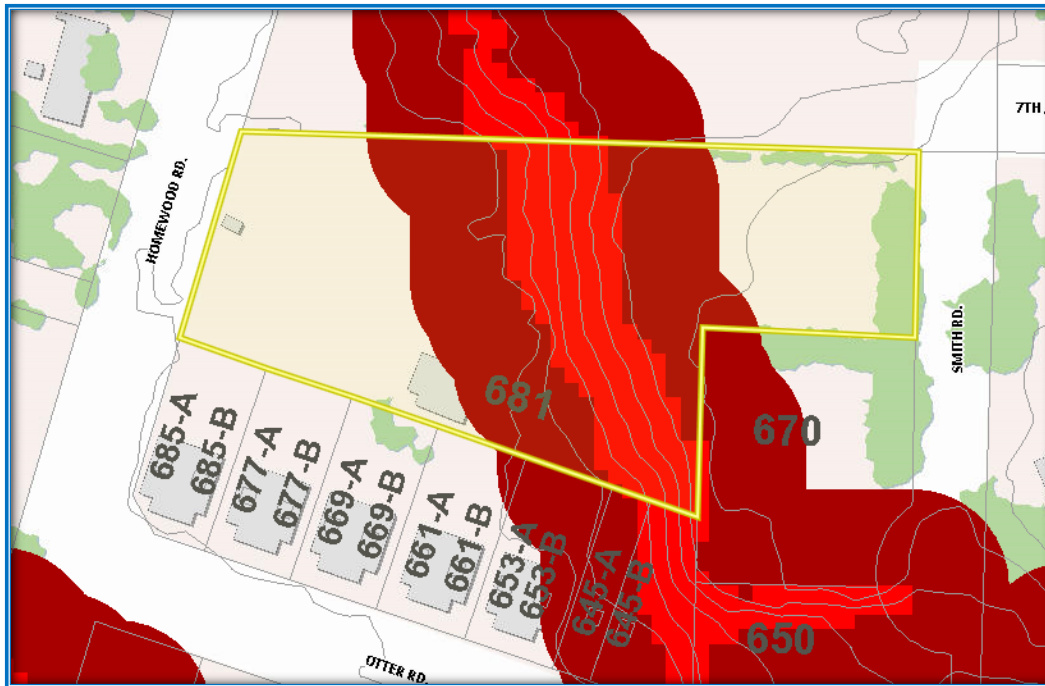 7TH
HOMEWOOD RD.
SMITH RD.
681
670
685-A
685-B
677-A
677-B
669-A
669-B
661-A
661-B
653-A
653-B
645-A
645-B
650
OTTER RD.